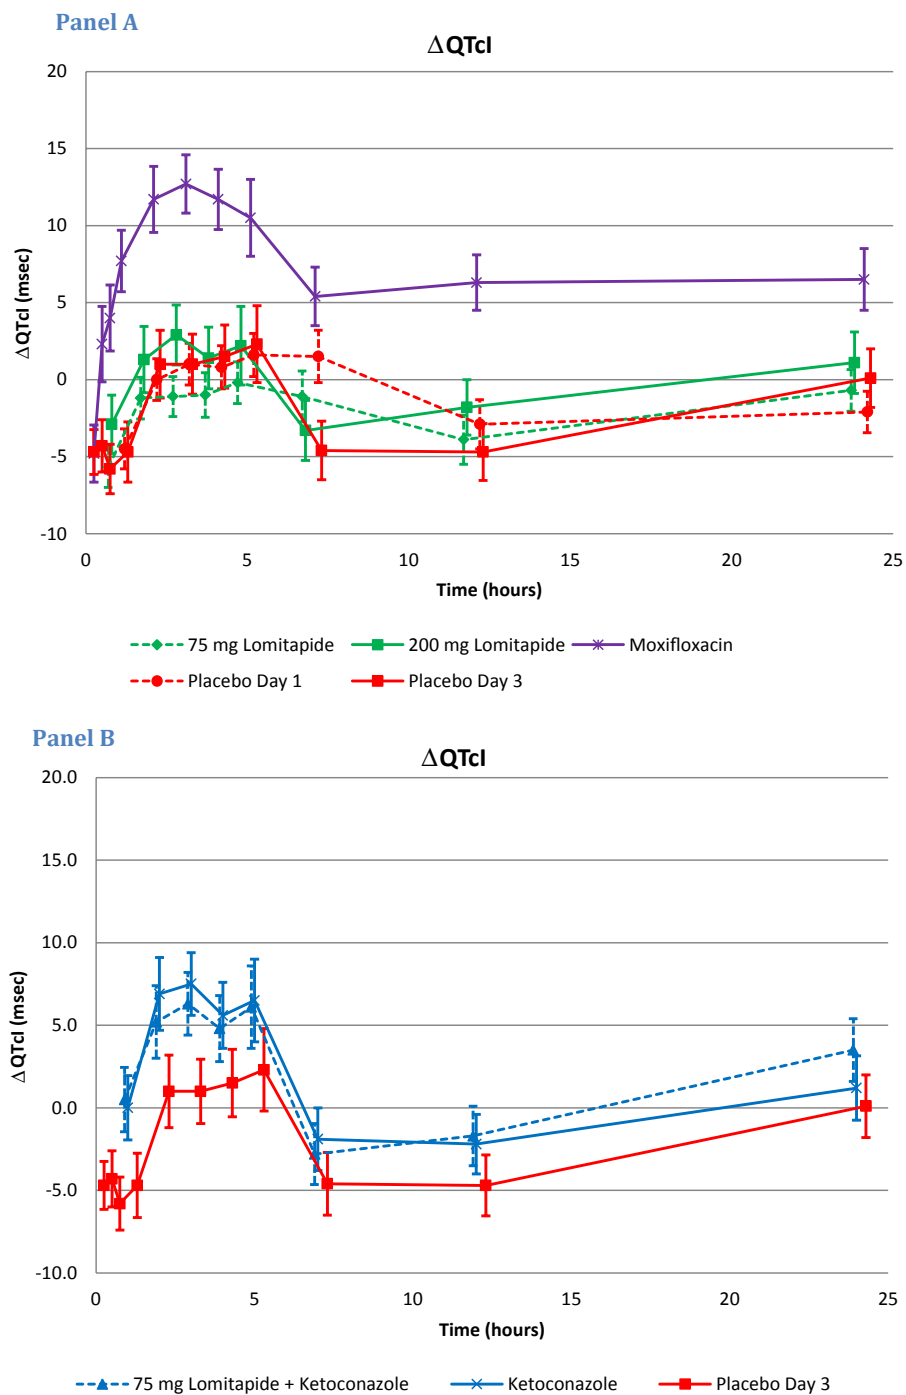 Panel A
ΔQTcI
20
15
10
5
0
-5
-10
ΔQTcI (msec)
0 5 10 15 20 25
Time (hours)
75 mg Lomitapide 200 mg Lomitapide Moxifloxacin
Placebo Day 1 Placebo Day 3
Panel B
ΔQTcI
20.0
15.0
10.0
5.0
0.0
-5.0
-10.0
ΔQTcI (msec)
0 5 10 15 20 25
Time (hours)
75 mg Lomitapide + Ketoconazole Ketoconazole Placebo Day 3